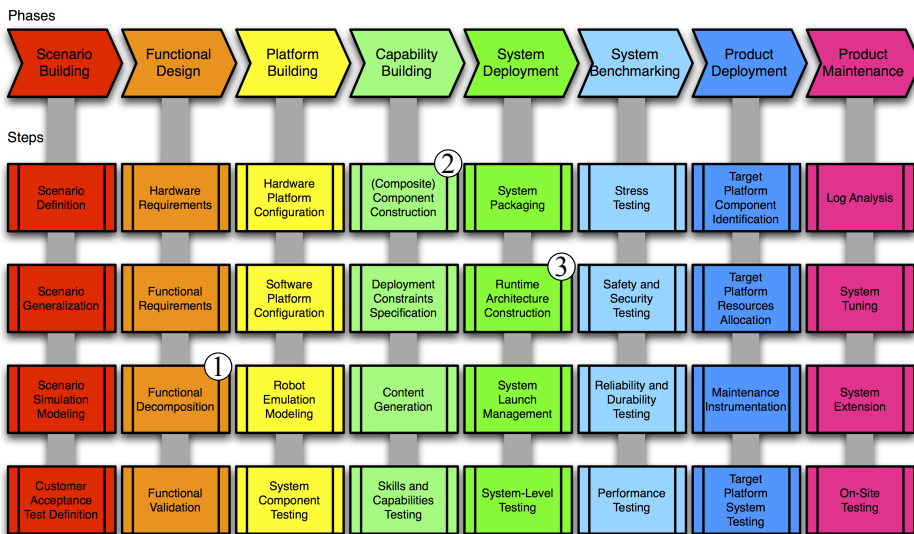 Phases
Scenario
Building
Functional
Design
Platform
Building
Capability
Building
System
Deployment
System
Benchmarking
Product
Deployment
Product
Maintenance
Steps
Scenario
Definition
Hardware
Requirements
Hardware
Platform
Configuration
2
(Composite)
Component
Construction
System
Packaging
Stress
Testing
Target
Platform
Component
Identification
Log Analysis
Scenario
Generalization
Functional
Requirements
Software
Platform
Configuration
Deployment
Constraints
Specification
3
Runtime
Architecture
Construction
Safety and
Security
Testing
Target
Platform
Resources
Allocation
System
Tuning
Scenario
Simulation
Modeling
1
Functional
Decomposition
Robot
Emulation
Modeling
Content
Generation
System
Launch
Management
Reliability and
Durability
Testing
Maintenance
Instrumentation
System
Extension
Customer
Acceptance
Test Definition
Functional
Validation
System
Component
Testing
Skills and
Capabilities
Testing
System-Level
Testing
Performance
Testing
Target
Platform
System
Testing
On-Site
Testing